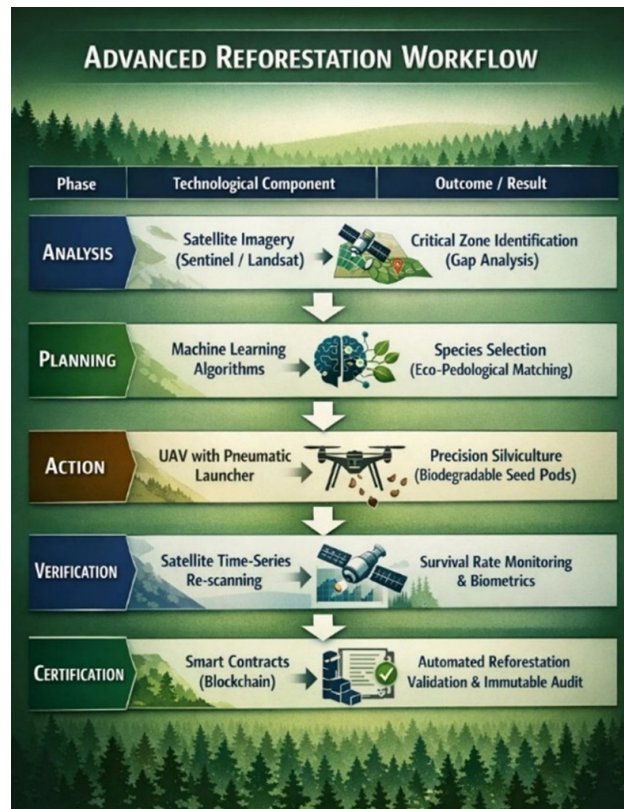 ADVANCED REFORESTATION WORKFLOW
Phase
Technological Component
Outcome / Result
ANALYSIS
Satellite Imagery
(Sentinel / Landsat)
Critical Zone Identification
(Gap Analysis)
PLANNING
Machine Learning
Algorithms
Species Selection
(Eco-Pedological Matching)
ACTION
UAV with Pneumatic
Launcher
Precision Silviculture
(Biodegradable Seed Pods)
VERIFICATION
Satellite Time-Series
Re-scanning
Survival Rate Monitoring
& Biometrics
CERTIFICATION
Smart Contracts
(Blockchain)
Automated Reforestation
Validation & Immutable Audit